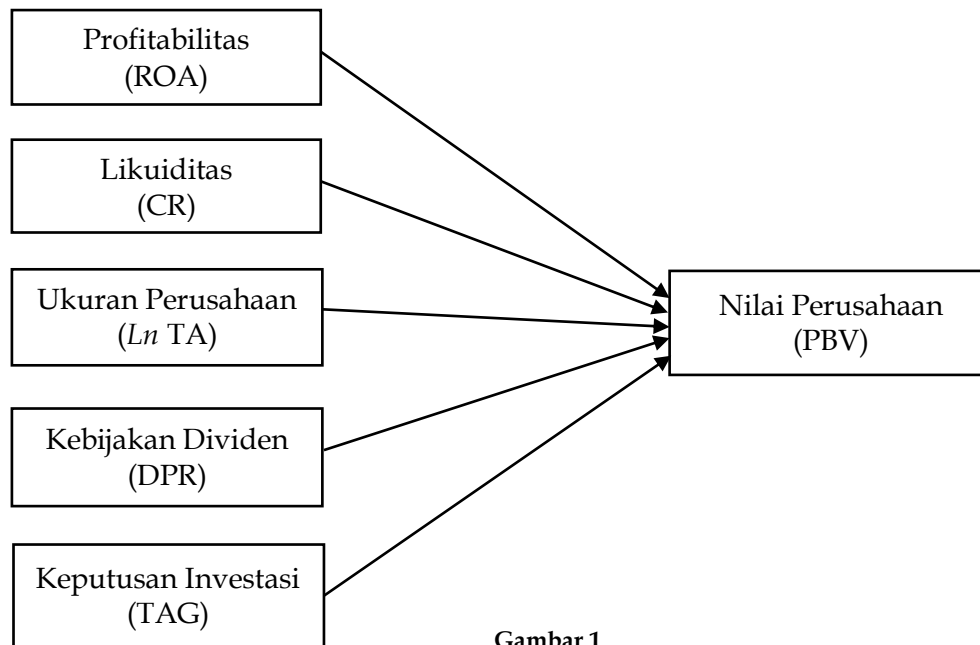 Profitabilitas
(ROA)
Likuiditas
(CR)
Ukuran Perusahaan
(Ln TA)
Kebijakan Dividen
(DPR)
Keputusan Investasi
(TAG)
Nilai Perusahaan
(PBV)
Gambar 1